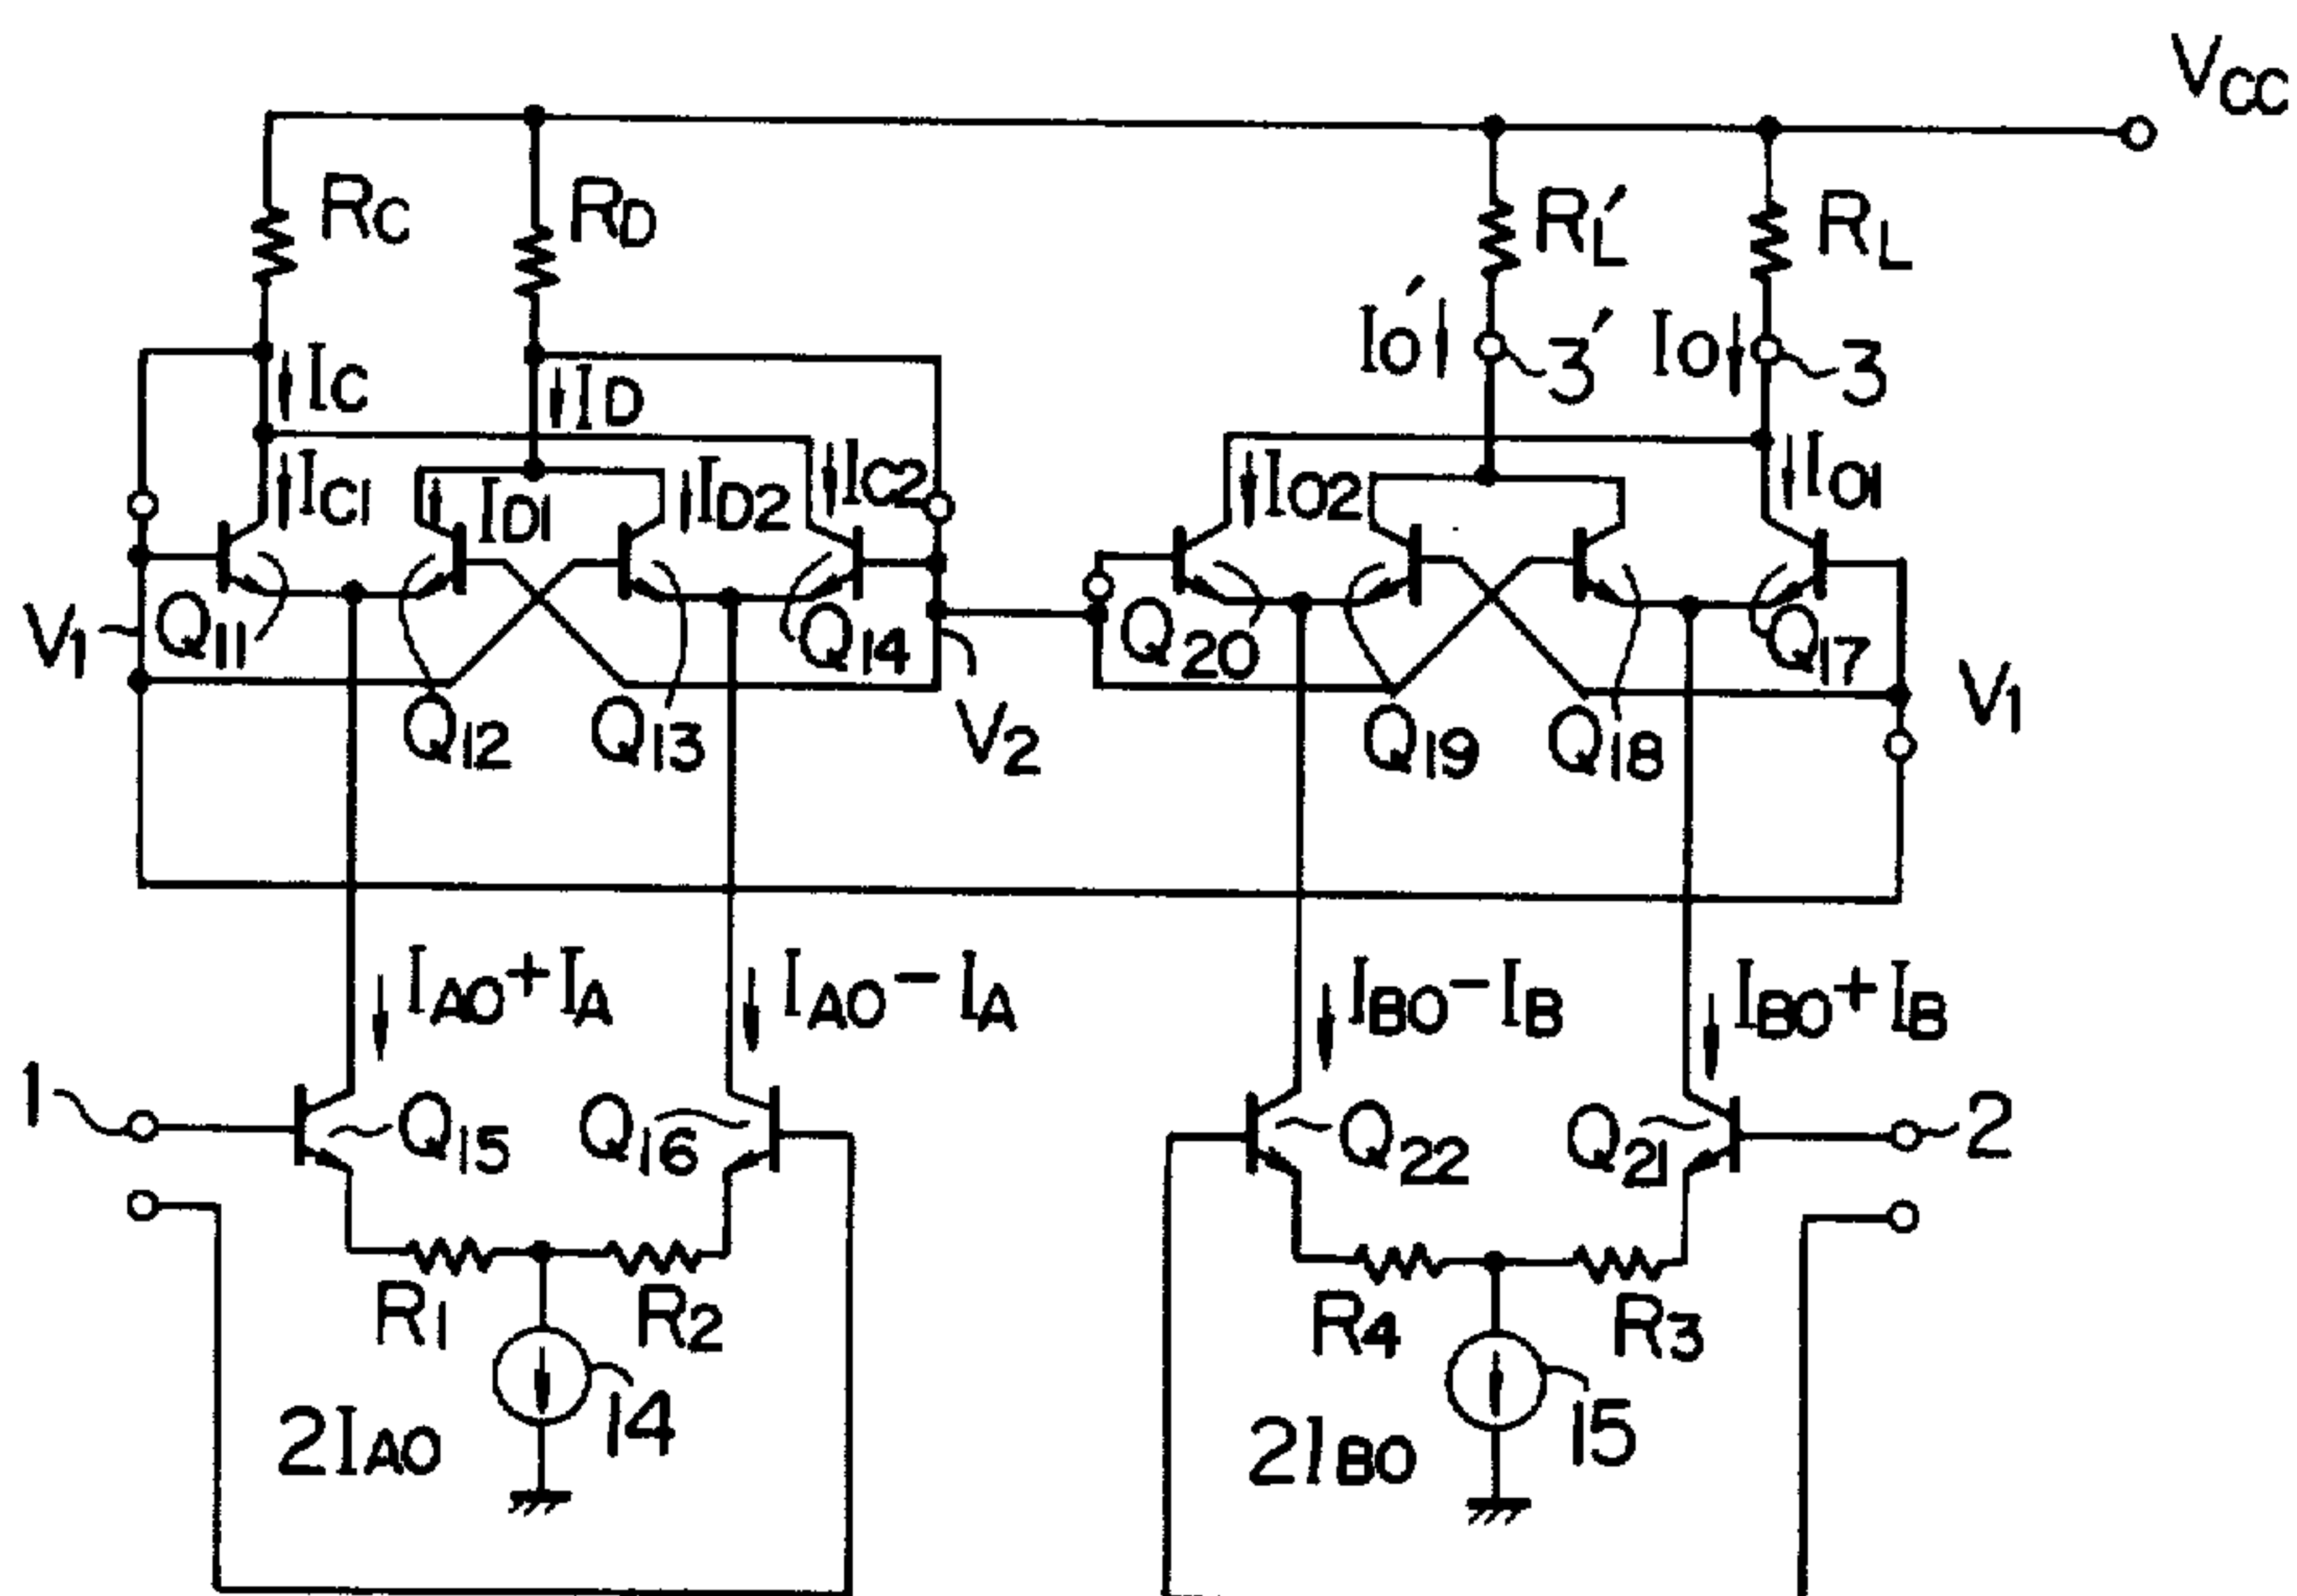 VCC
RC
RD
RL′
RL
IO′
3′
IO
3
IC
ID
IC1
ID1
ID2
IC2
IO2
IO1
V1
Q11
Q14
Q20
Q17
Q12
Q13
V2
Q19
Q18
V1
IAO+IA
IAO−IA
IBO−IB
IBO+IB
1
Q15
Q16
Q22
Q21
2
R1
R2
R4
R3
2IAO
14
2IBO
15